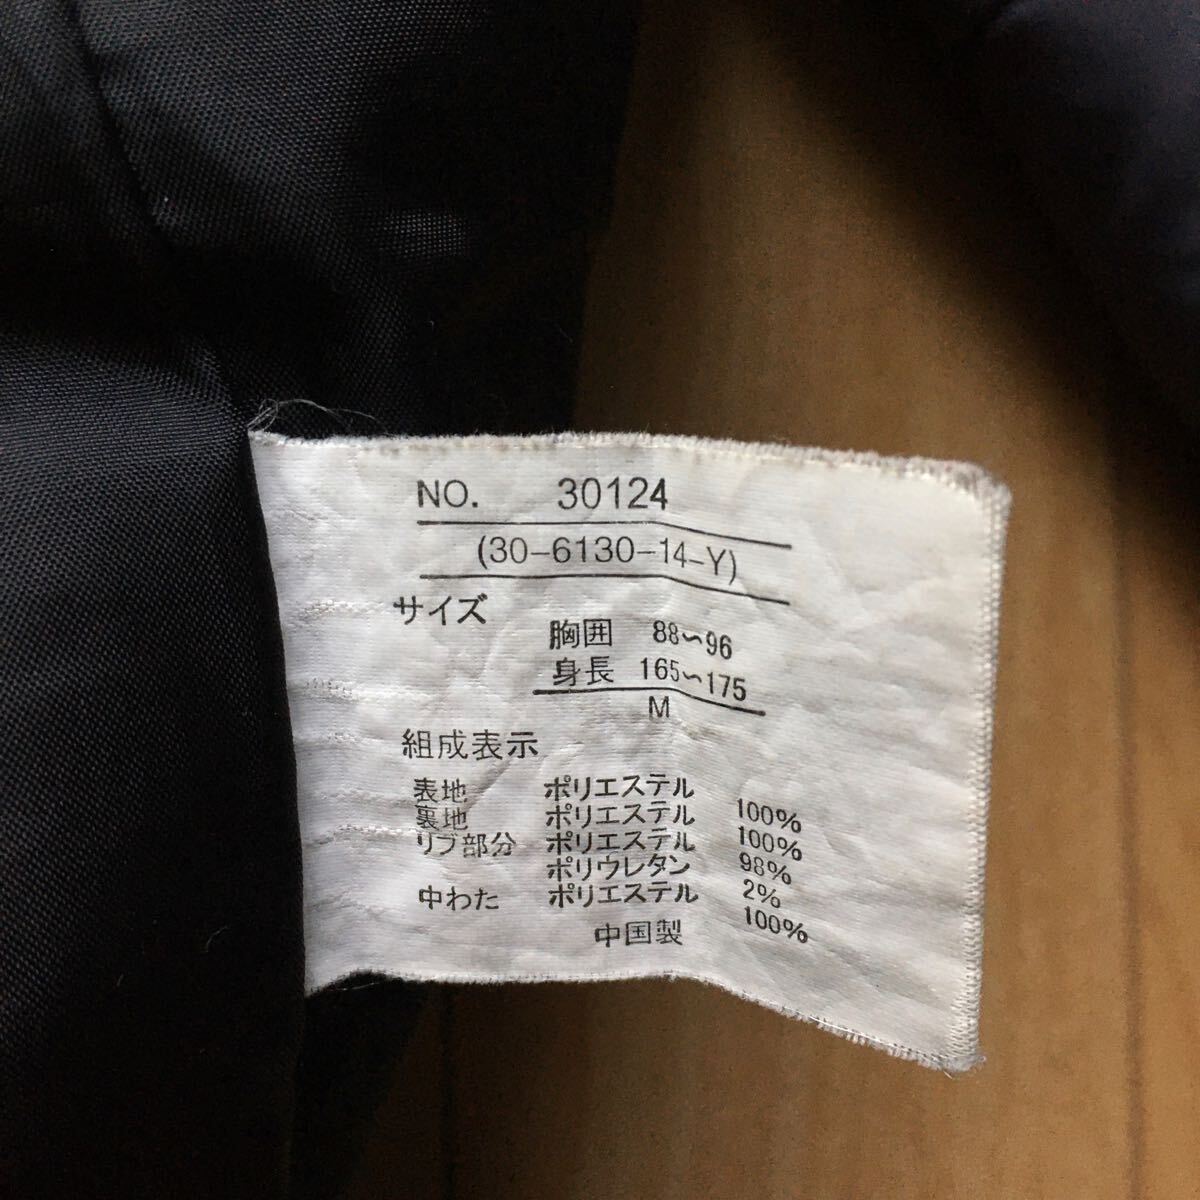 NO. 30124
(30-6130-14-Y)
サイズ
胸囲 88~96
身長 165~175
M
組成表示
表地 ポリエステル 100%
裏地 ポリエステル 100%
リブ部分 ポリエステル 98%
ポリウレタン 2%
中わた ポリエステル 100%
中国製